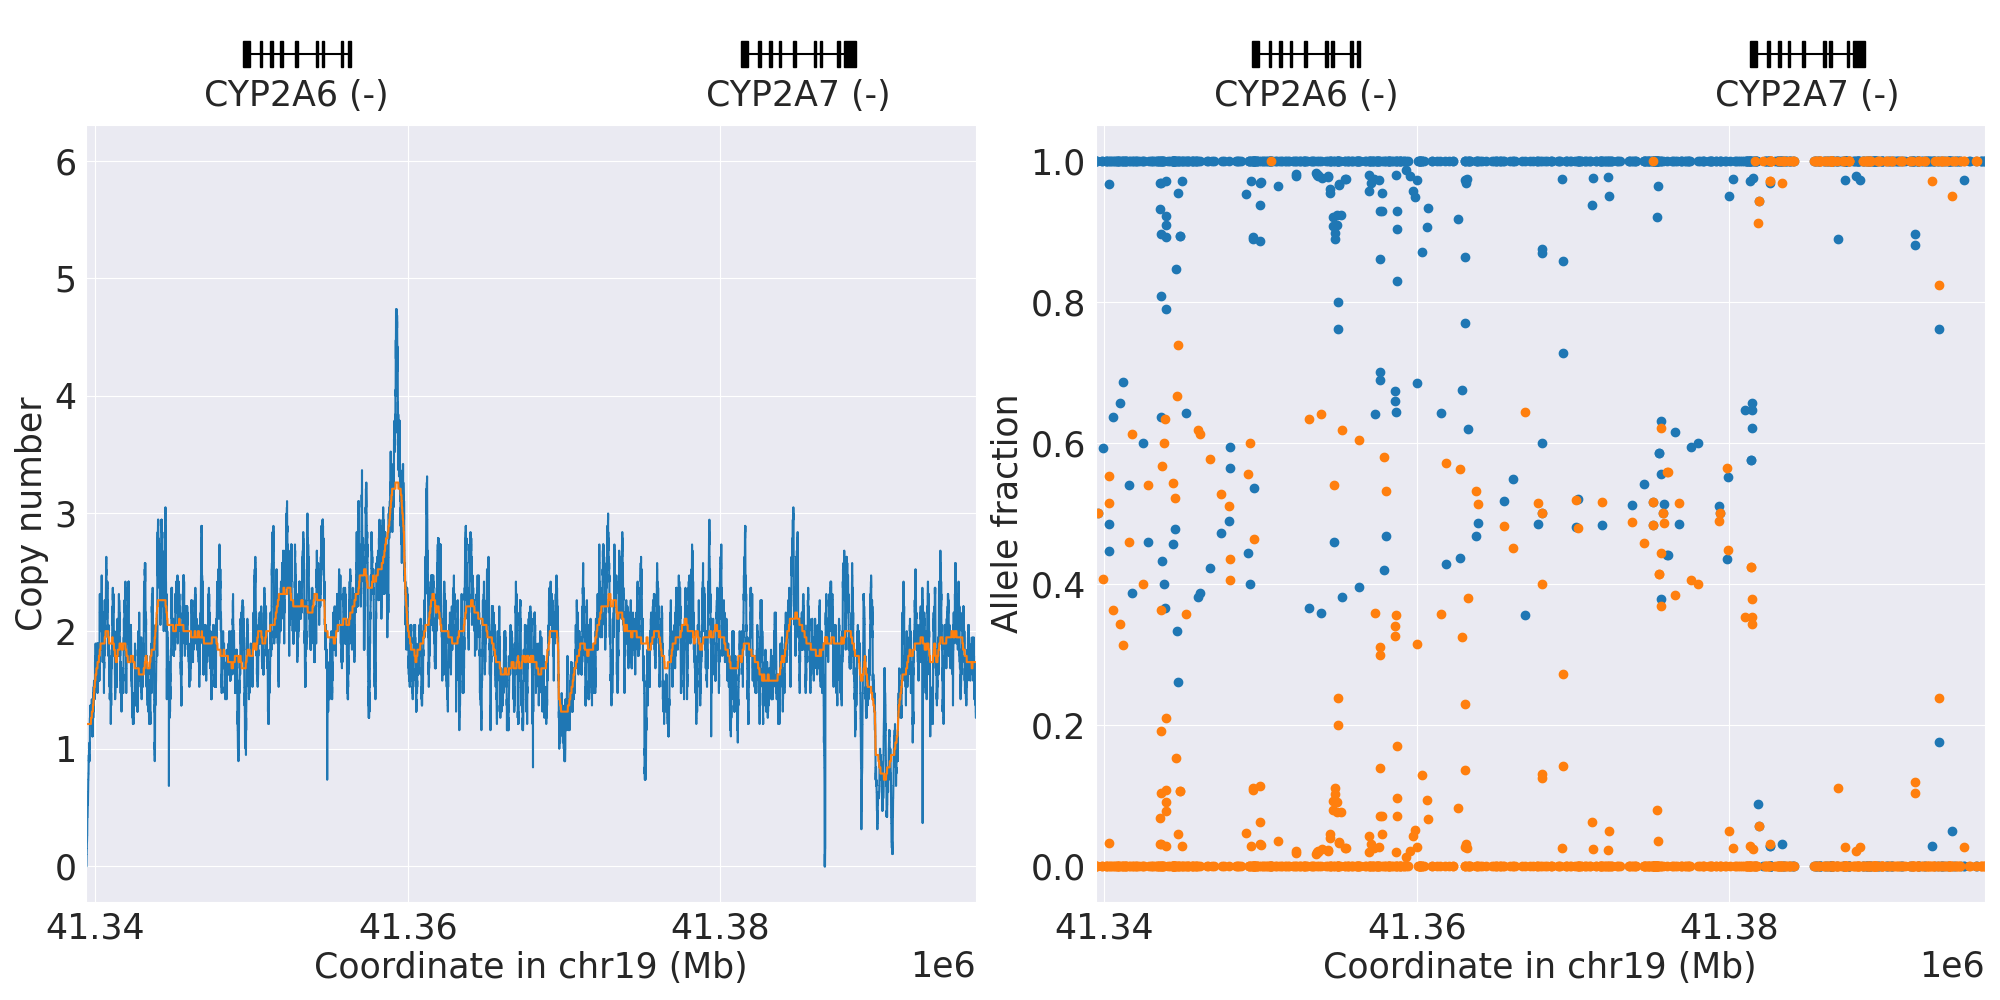 CYP2A6 (-)
CYP2A7 (-)
Copy number
6
5
4
3
2
1
0
41.34
41.36
41.38
Coordinate in chr19 (Mb)
1e6
CYP2A6 (-)
CYP2A7 (-)
Allele fraction
1.0
0.8
0.6
0.4
0.2
0.0
41.34
41.36
41.38
Coordinate in chr19 (Mb)
1e6